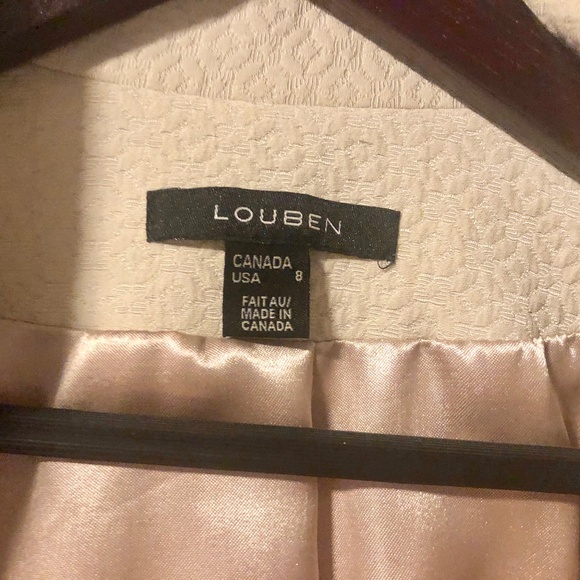 LOUBEN
CANADA
USA 8
FAIT AU/
MADE IN
CANADA